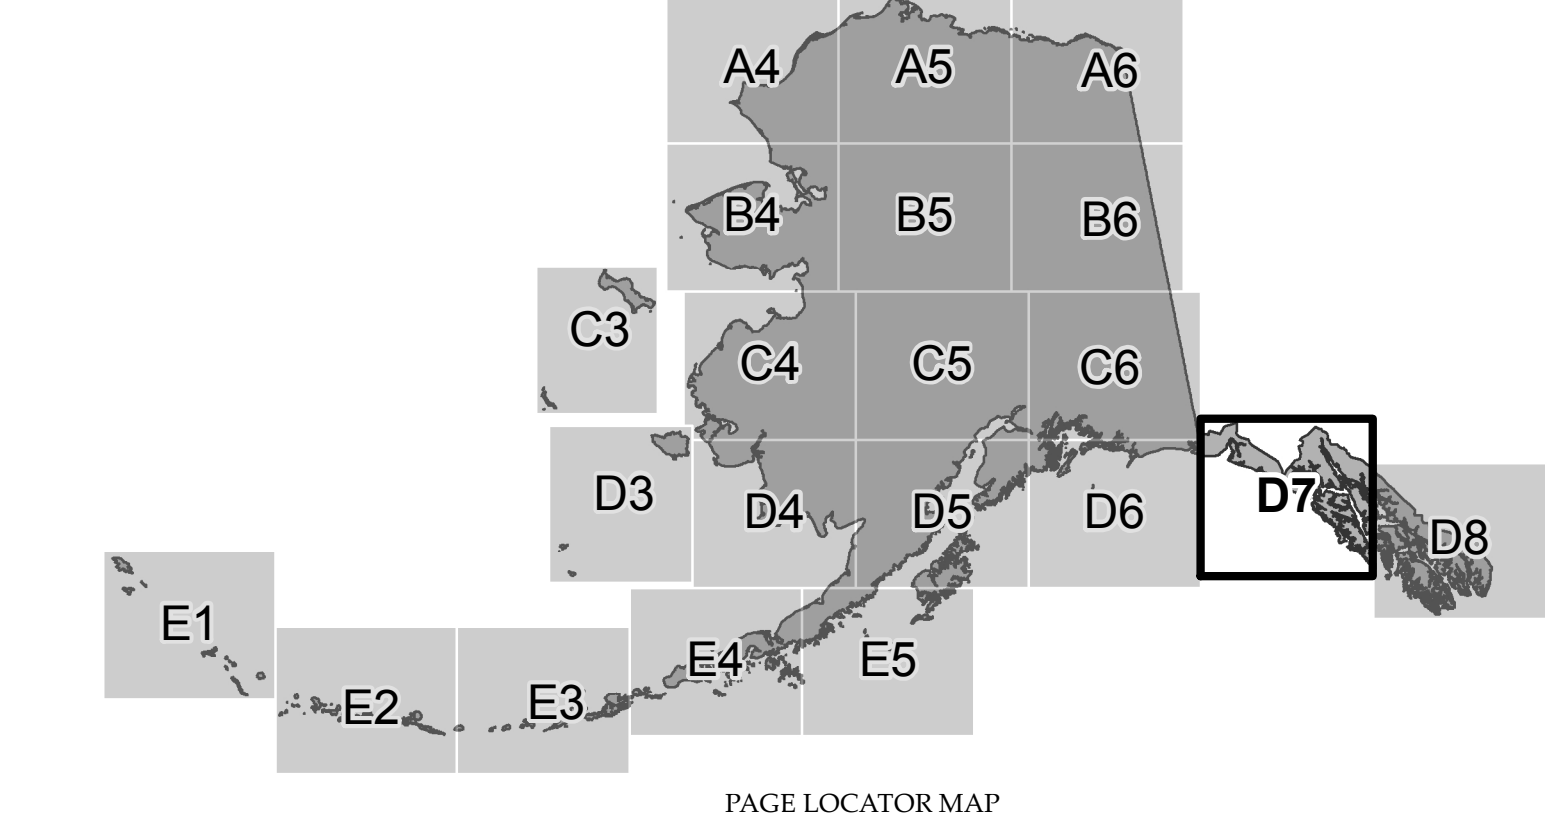 A4 A5 A6
B4 B5 B6
C3 C4 C5 C6
D3 D4 D5 D6 D7 D8
E1 E2 E3 E4 E5
PAGE LOCATOR MAP